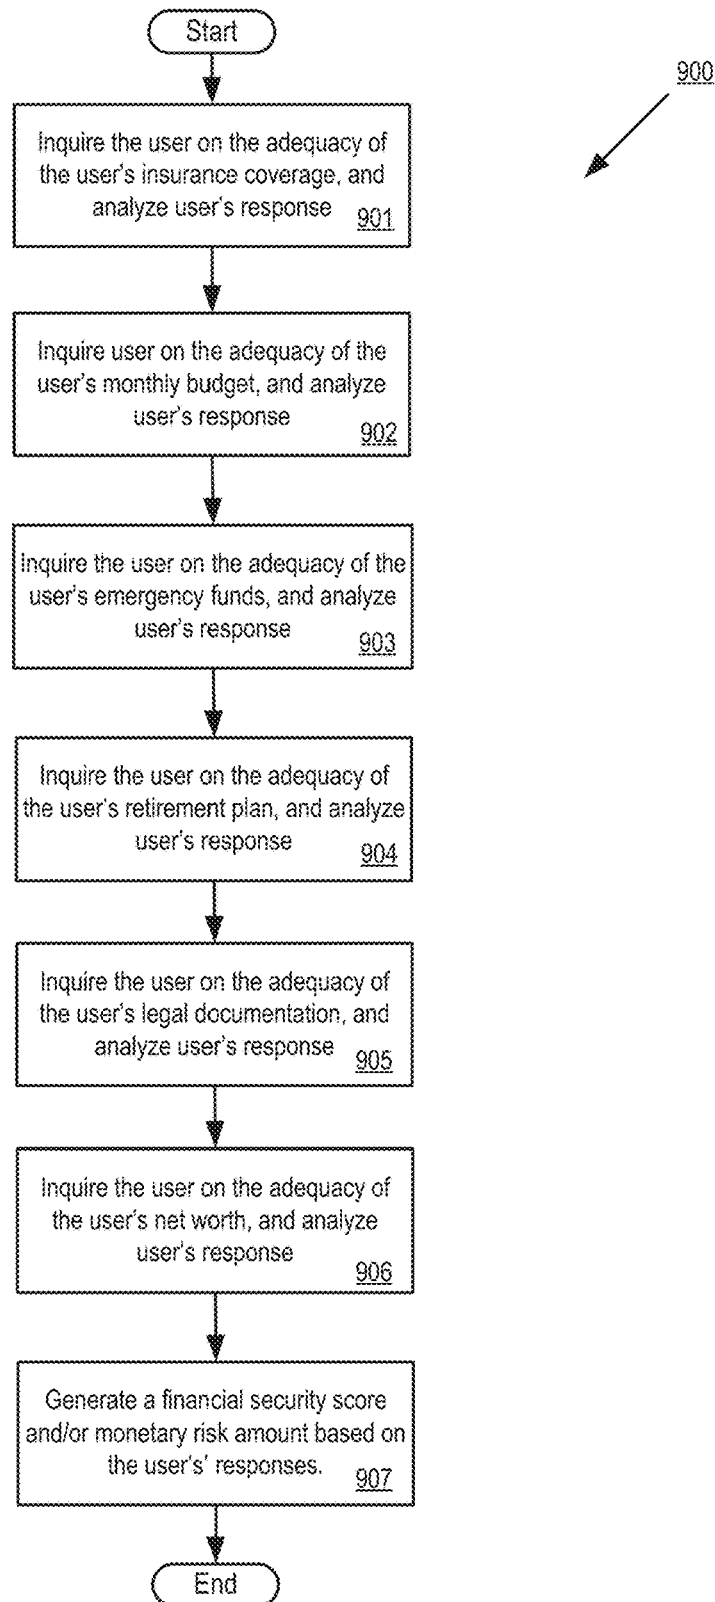 Start
900
Inquire the user on the adequacy of
the user's insurance coverage, and
analyze user's response
901
Inquire user on the adequacy of the
user's monthly budget, and analyze
user's response
902
Inquire the user on the adequacy of the
user's emergency funds, and analyze
user's response
903
Inquire the user on the adequacy of
the user's retirement plan, and analyze
user's response
904
Inquire the user on the adequacy of
the user's legal documentation, and
analyze user's response
905
Inquire the user on the adequacy of
the user's net worth, and analyze
user's response
906
Generate a financial security score
and/or monetary risk amount based on
the user's' responses.
907
End